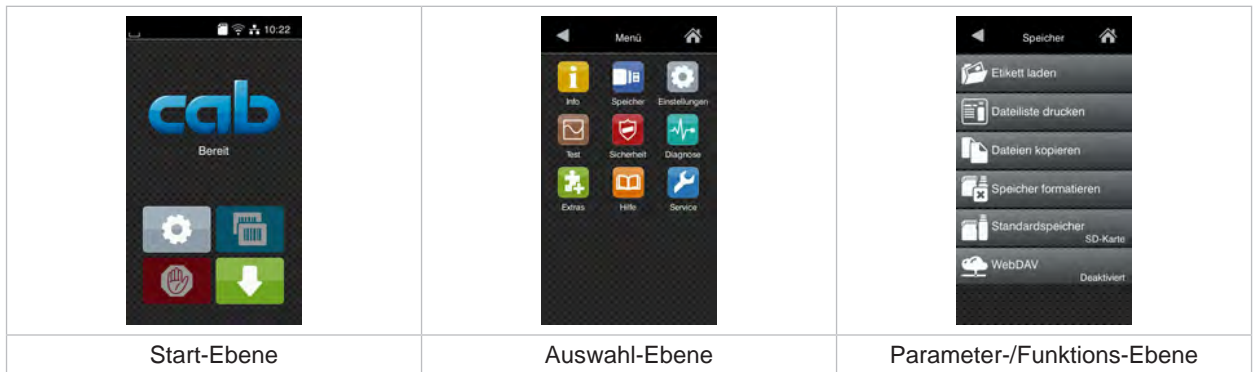 10:22
cab
Bereit
Menü
Info Speicher Einstellungen
Test Sicherheit Diagnose
Extras Hilfe Service
Speicher
Etikett laden
Dateiliste drucken
Dateien kopieren
Speicher formatieren
Standardspeicher
SD-Karte
WebDAV
Deaktiviert
Start-Ebene
Auswahl-Ebene
Parameter-/Funktions-Ebene